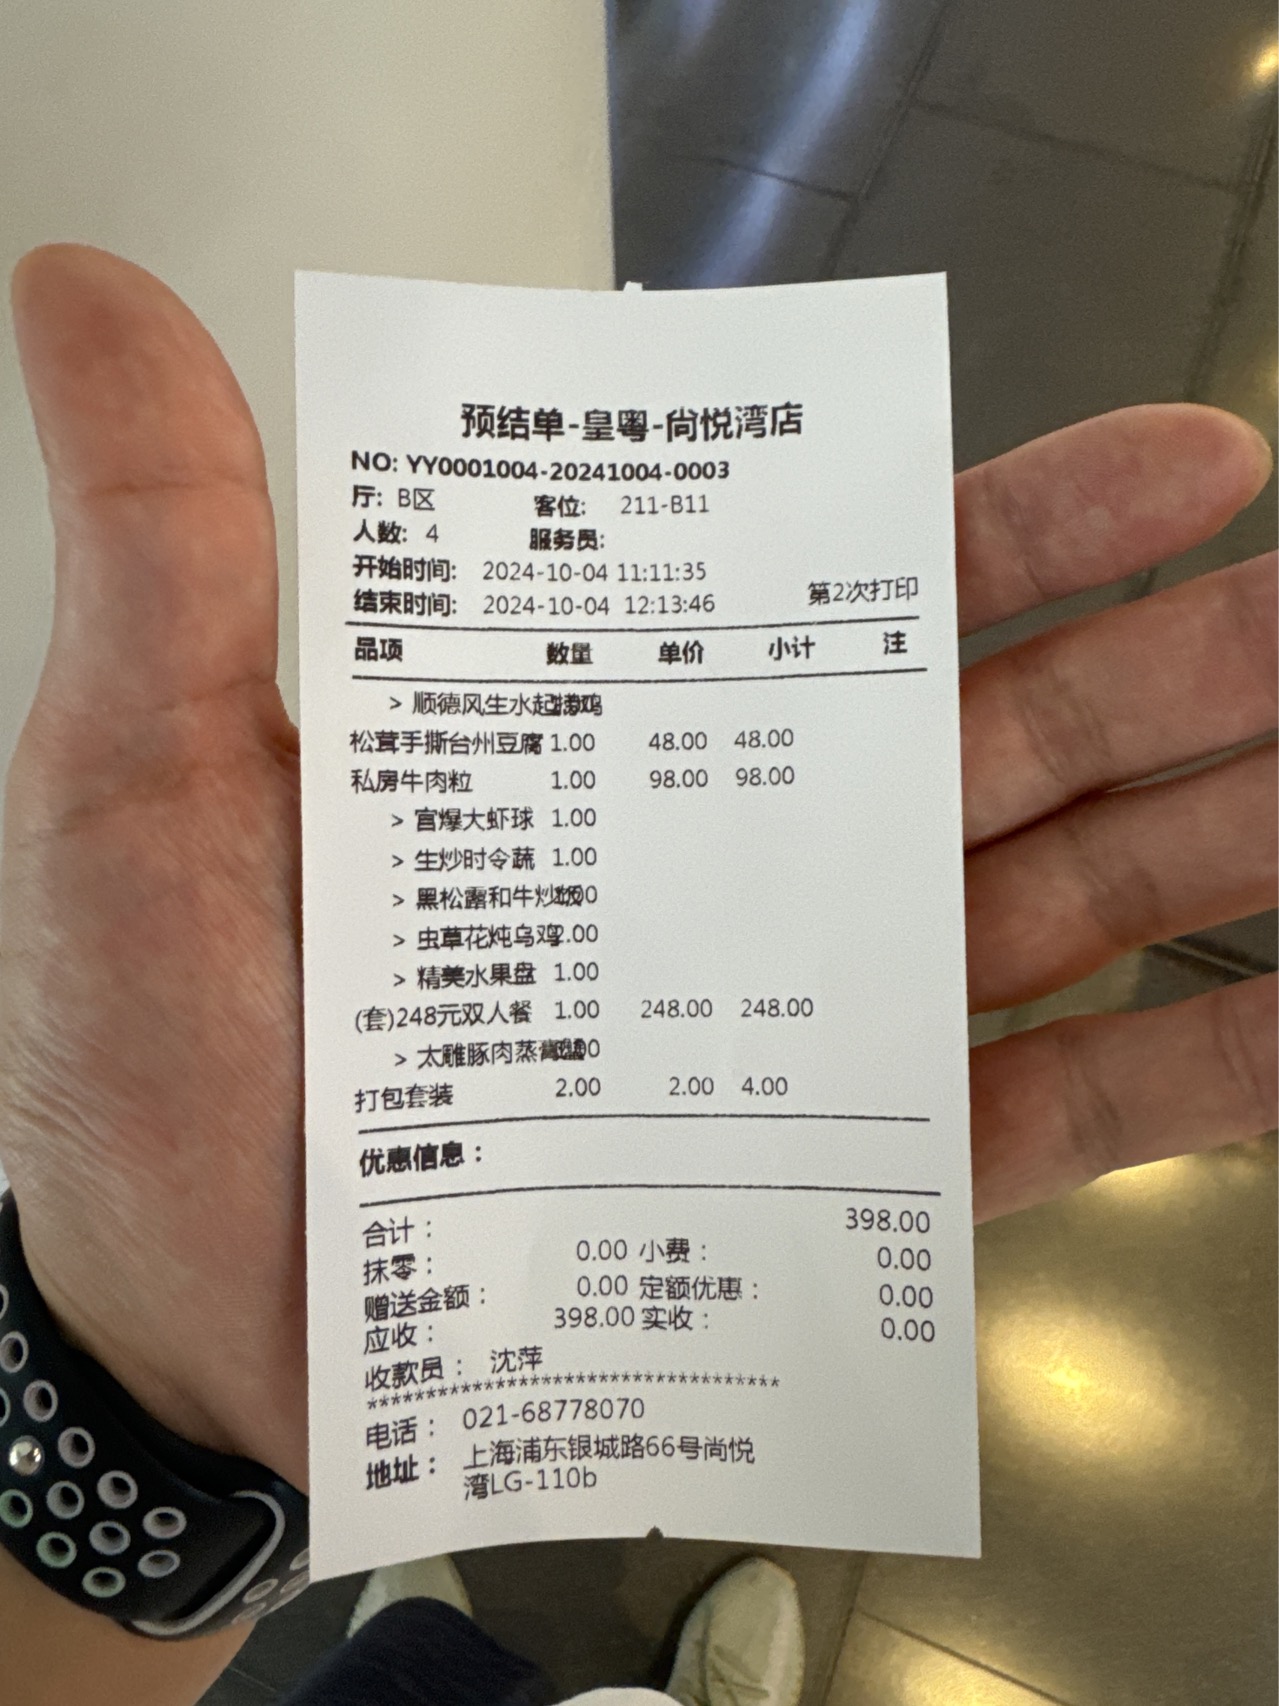 预结单-皇粤-尚悦湾店
NO: YY0001004-20241004-0003
厅: B区 客位: 211-B11
人数: 4 服务员:
开始时间: 2024-10-04 11:11:35
结束时间: 2024-10-04 12:13:46 第2次打印
品项 数量 单价 小计 注
> 顺德风生水起捞鸡
松茸手撕台州豆腐 1.00 48.00 48.00
私房牛肉粒 1.00 98.00 98.00
> 宫爆大虾球 1.00
> 生炒时令蔬 1.00
> 黑松露和牛炒饭
> 虫草花炖乌鸡 2.00
> 精美水果盘 1.00
(套)248元双人餐 1.00 248.00 248.00
> 太雕豚肉蒸膏蟹
打包套装 2.00 2.00 4.00
优惠信息：
合计： 398.00
抹零： 0.00 小费： 0.00
赠送金额： 0.00 定额优惠： 0.00
应收： 398.00 实收： 0.00
收款员： 沈萍
**********************************
电话： 021-68778070
地址： 上海浦东银城路66号尚悦
湾LG-110b